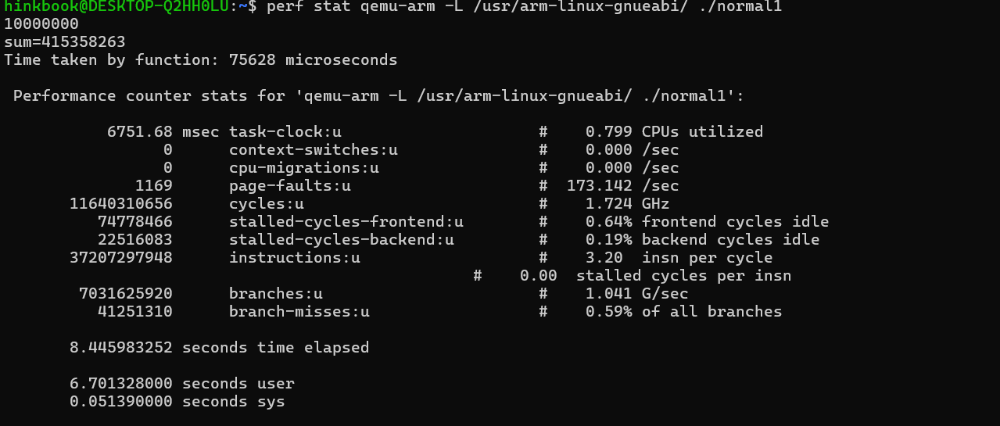 hinkbook@DESKTOP-Q2HH0LU:~$ perf stat qemu-arm -L /usr/arm-linux-gnueabi/ ./normal1
10000000
sum=415358263
Time taken by function: 75628 microseconds
Performance counter stats for 'qemu-arm -L /usr/arm-linux-gnueabi/ ./normal1':
6751.68 msec task-clock:u # 0.799 CPUs utilized
0 context-switches:u # 0.000 /sec
0 cpu-migrations:u # 0.000 /sec
1169 page-faults:u # 173.142 /sec
11640310656 cycles:u # 1.724 GHz
74778466 stalled-cycles-frontend:u # 0.64% frontend cycles idle
22516083 stalled-cycles-backend:u # 0.19% backend cycles idle
37207297948 instructions:u # 3.20 insn per cycle
# 0.00 stalled cycles per insn
7031625920 branches:u # 1.041 G/sec
41251310 branch-misses:u # 0.59% of all branches
8.445983252 seconds time elapsed
6.701328000 seconds user
0.051390000 seconds sys